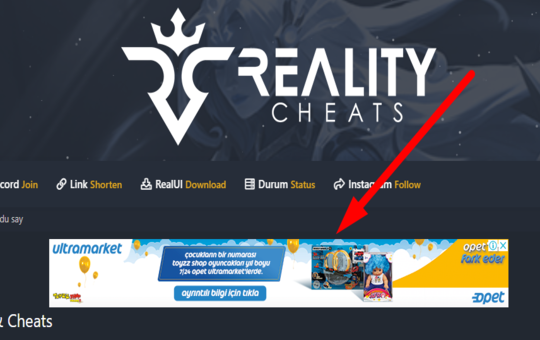 REALITY
CHEATS
cord Join
Link Shorten
RealUI Download
Durum Status
Instagram Follow
du say
ultramarket
çocukların bir numarası
toyzz shop oyuncakları yıl boyu
7/24 opet ultramarket'lerde.
ayrıntılı bilgi için tıkla
opet
fark eder
Opet
& Cheats